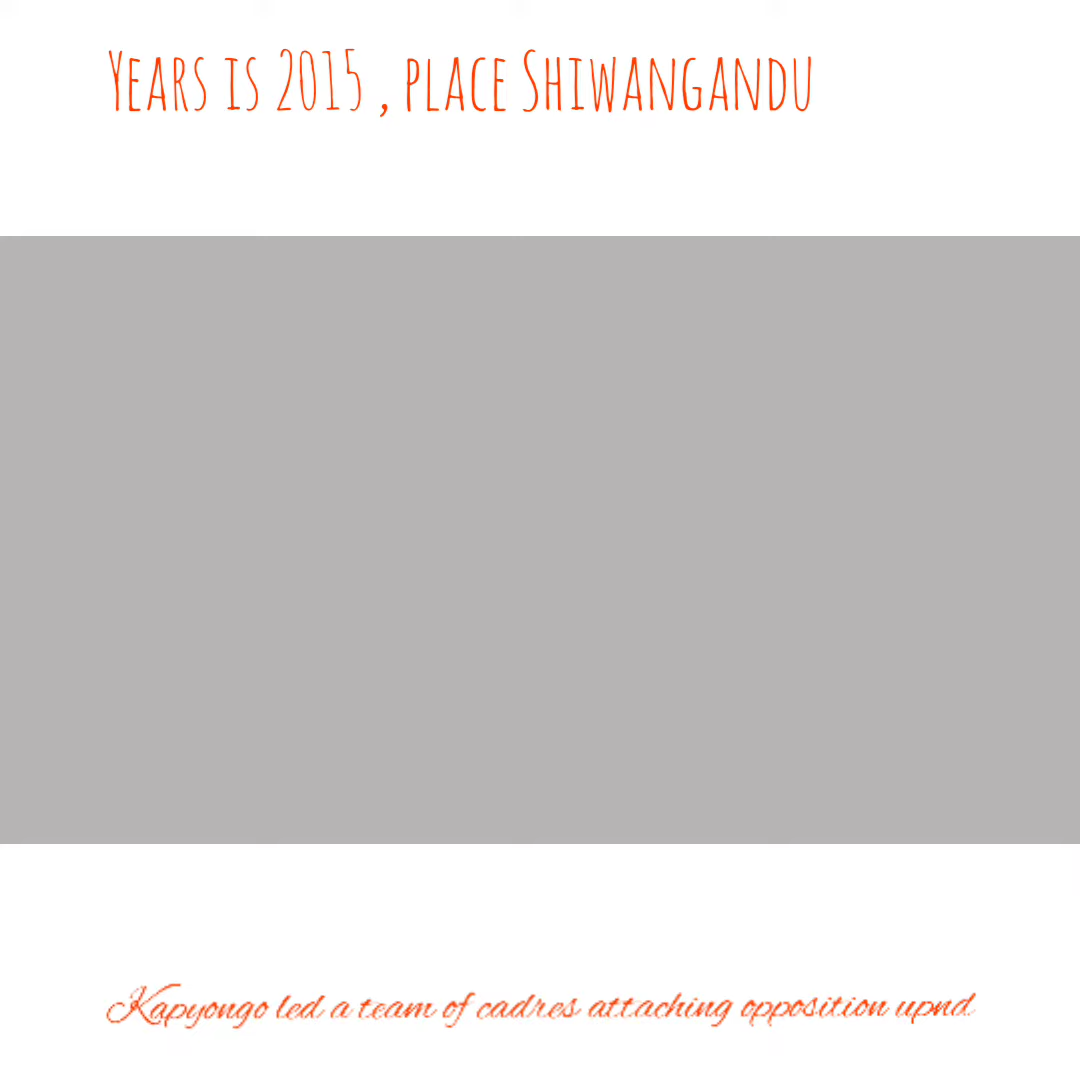 Years is 2015 , place Shiwangandu
Kapyongo led a team of cadres attaching opposition upnd